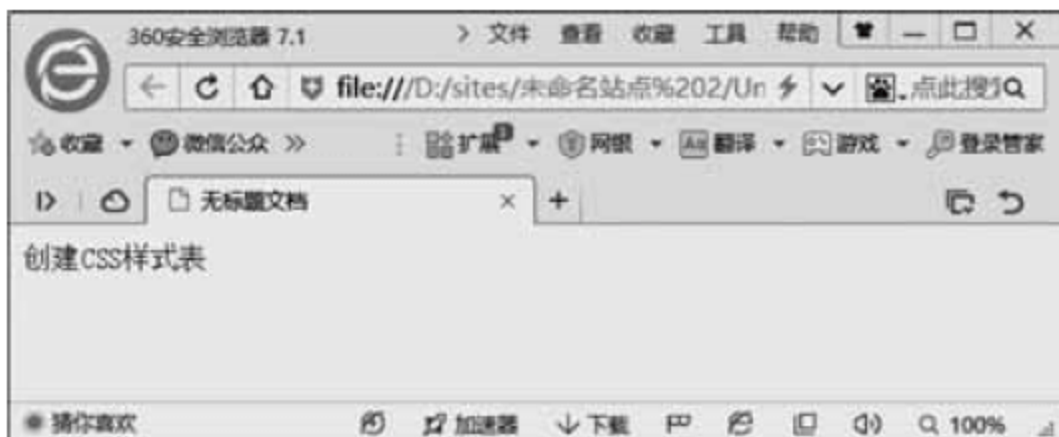 360安全浏览器 7.1 > 文件 查看 收藏 工具 帮助
file:///D:/sites/未命名站点%202/Un 点此搜
收藏 微信公众 >> 扩展 网银 Aa 翻译 游戏 登录管家
无标题文档
创建CSS样式表
猜你喜欢 加速器 下载 100%